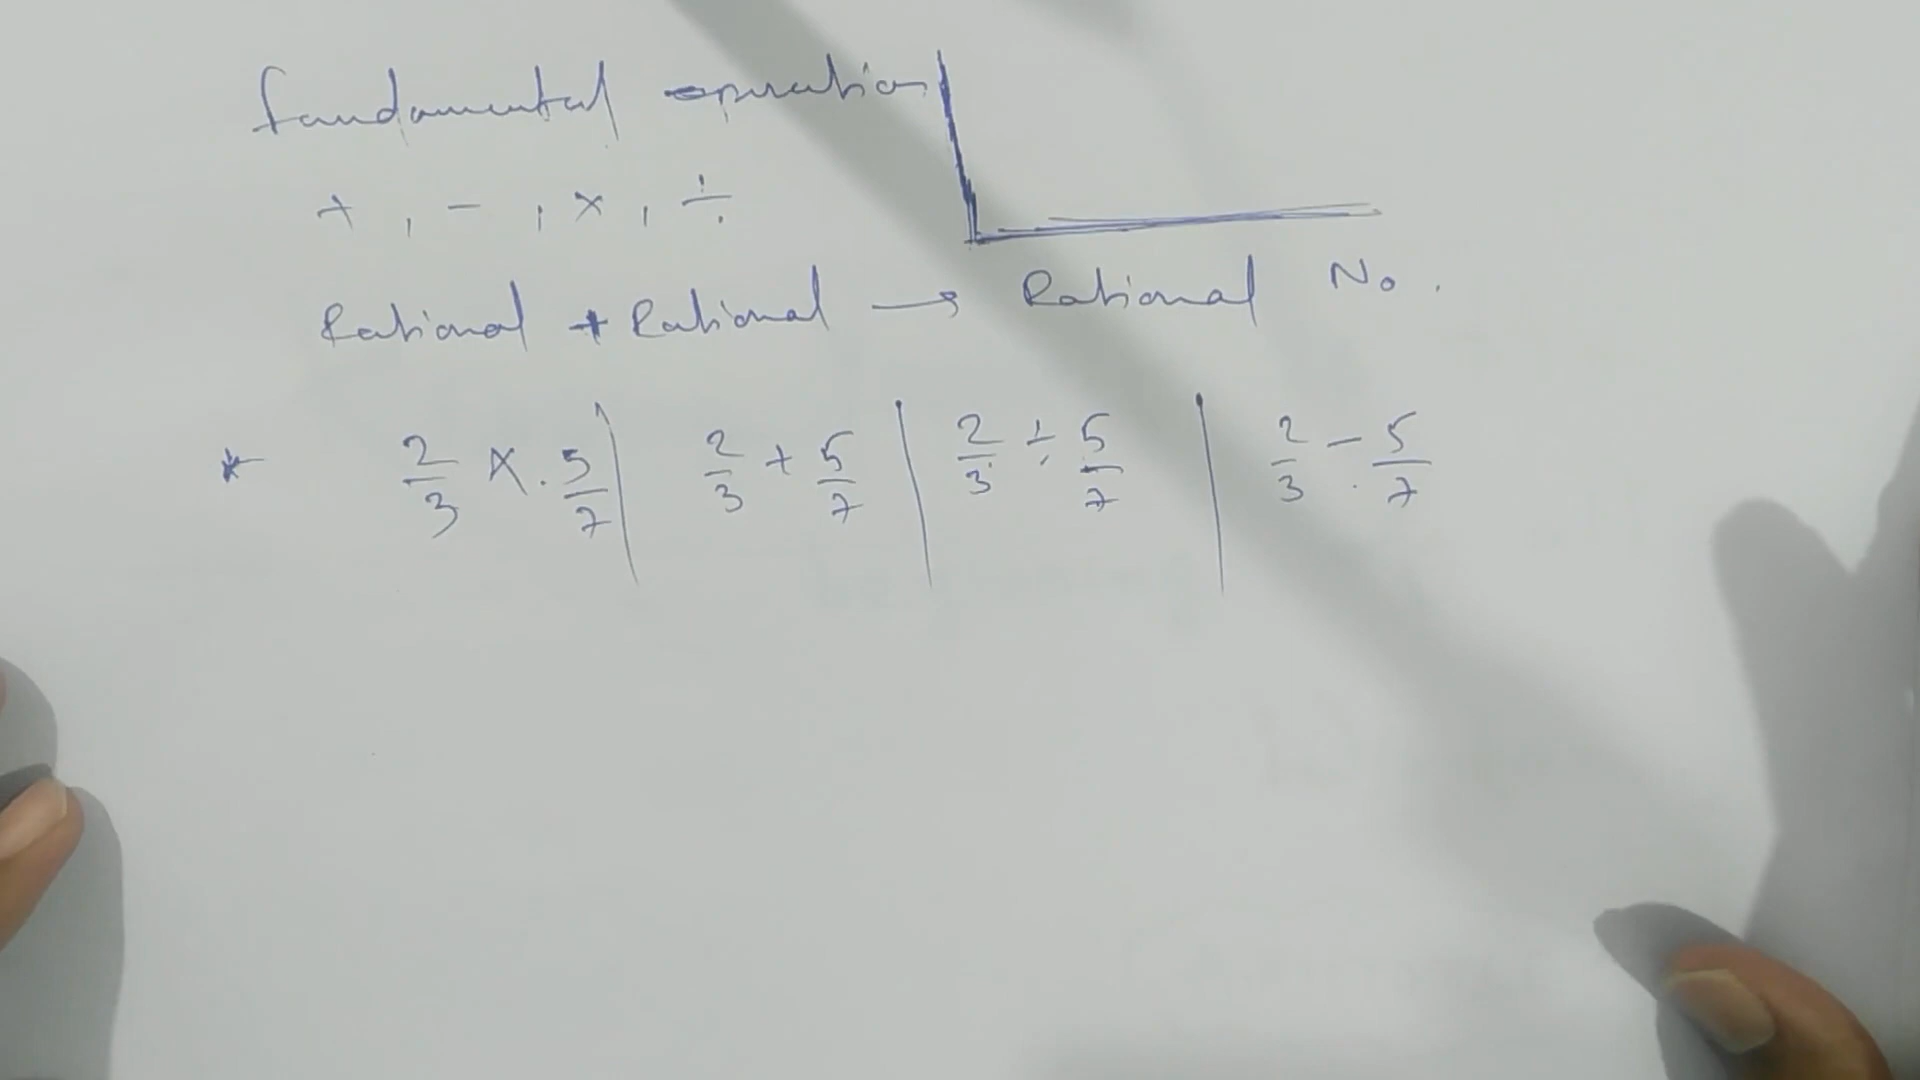 fundamental operation
+, -, ×, ÷
Rational + Rational → Rational No.
* 2/3 × 5/7 | 2/3 + 5/7 | 2/3 ÷ 5/7 | 2/3 - 5/7